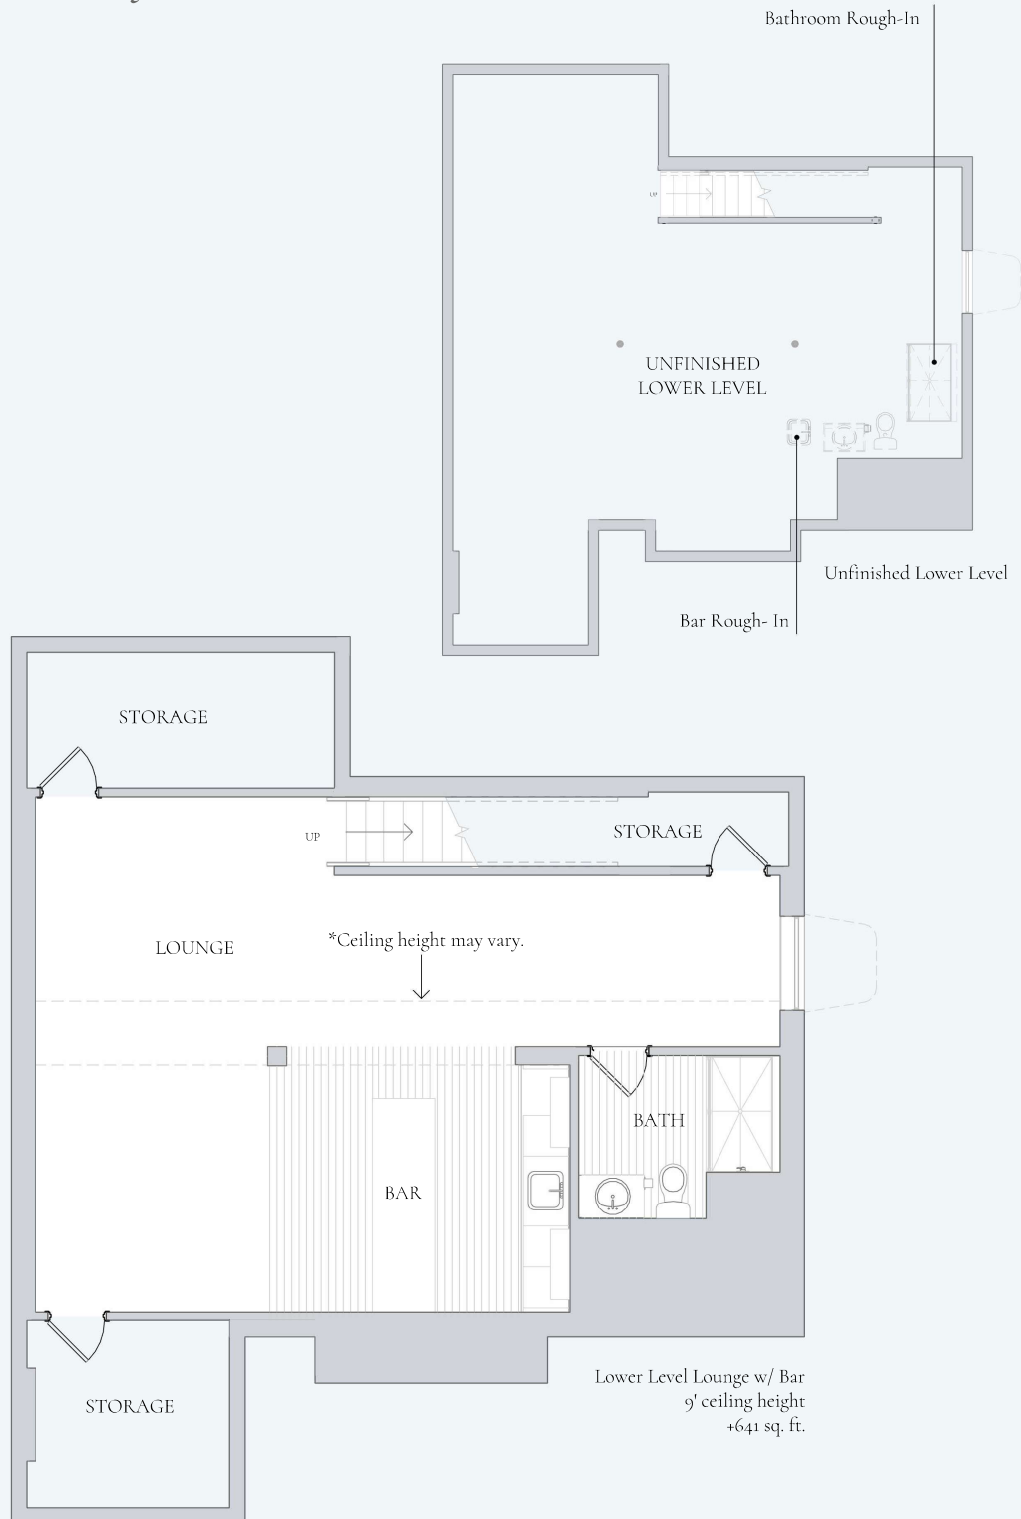 Bathroom Rough-In
UP
UNFINISHED
LOWER LEVEL
Unfinished Lower Level
Bar Rough- In
STORAGE
UP
STORAGE
LOUNGE
*Ceiling height may vary.
BATH
BAR
Lower Level Lounge w/ Bar
9' ceiling height
+641 sq. ft.
STORAGE